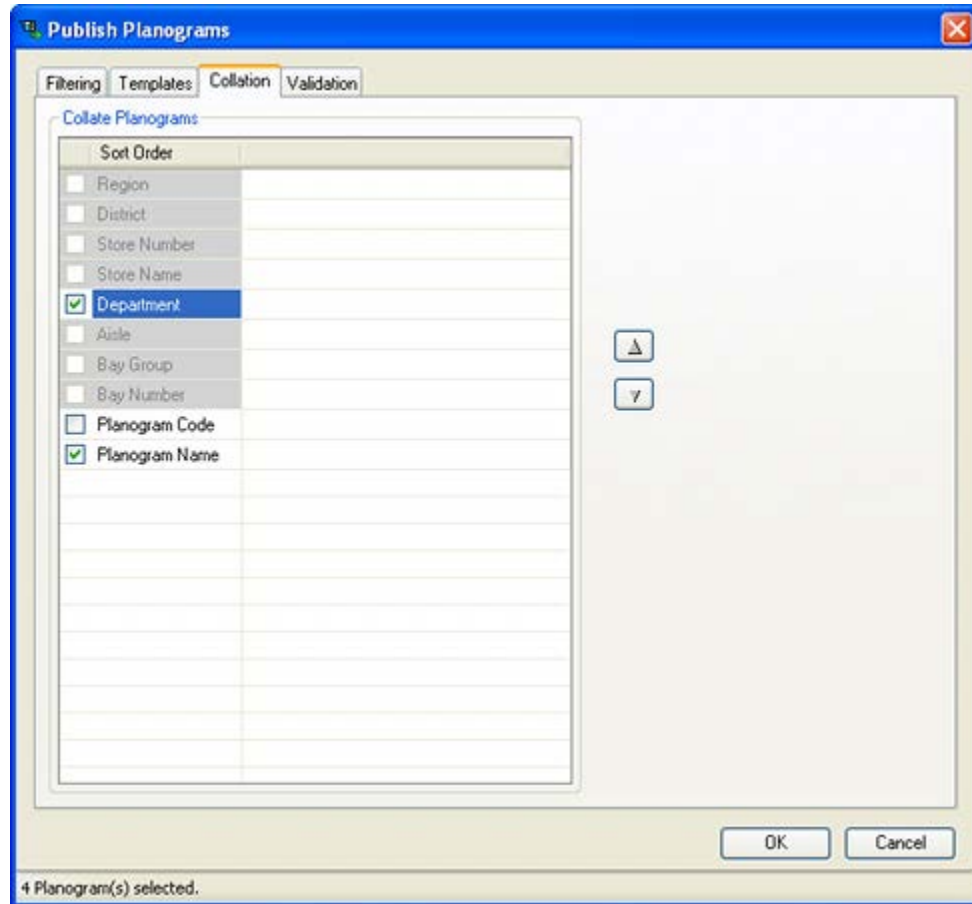 Publish Planograms
Filtering Templates Collation Validation
Collate Planograms
Sort Order
Region
District
Store Number
Store Name
Department
Aisle
Bay Group
Bay Number
Planogram Code
Planogram Name
OK Cancel
4 Planogram(s) selected.